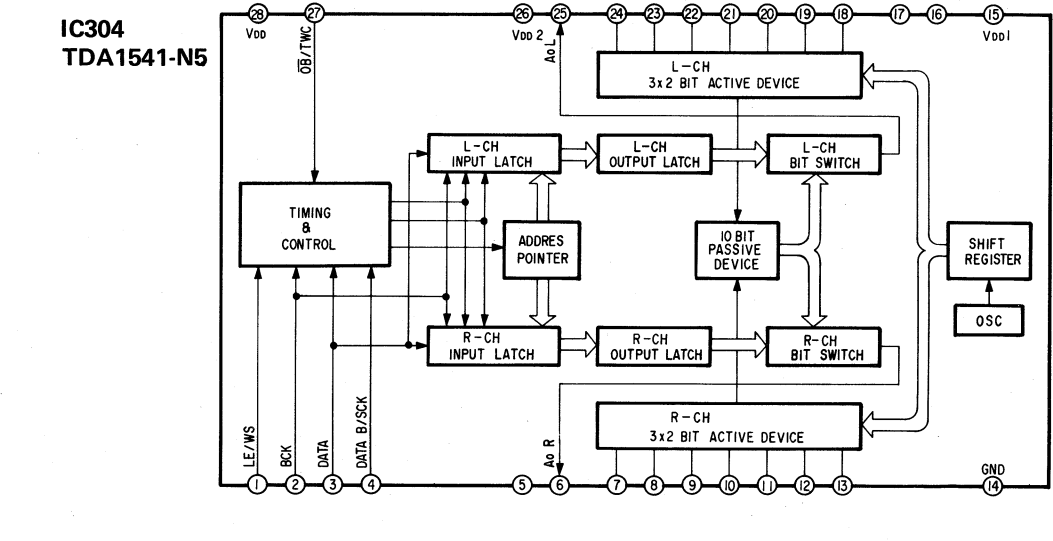 IC304
TDA1541-N5
28 27 26 25 24 23 22 21 20 19 18 17 16 15
VDD
OB/TWC
VDD 2
AoL
VDD1
L-CH
3x2 BIT ACTIVE DEVICE
L-CH
INPUT LATCH
L-CH
OUTPUT LATCH
L-CH
BIT SWITCH
TIMING
&
CONTROL
ADDRES
POINTER
10 BIT
PASSIVE
DEVICE
SHIFT
REGISTER
OSC
R-CH
INPUT LATCH
R-CH
OUTPUT LATCH
R-CH
BIT SWITCH
R-CH
3x2 BIT ACTIVE DEVICE
LE/WS
BCK
DATA
DATA B/SCK
AoR
GND
1 2 3 4 5 6 7 8 9 10 11 12 13 14